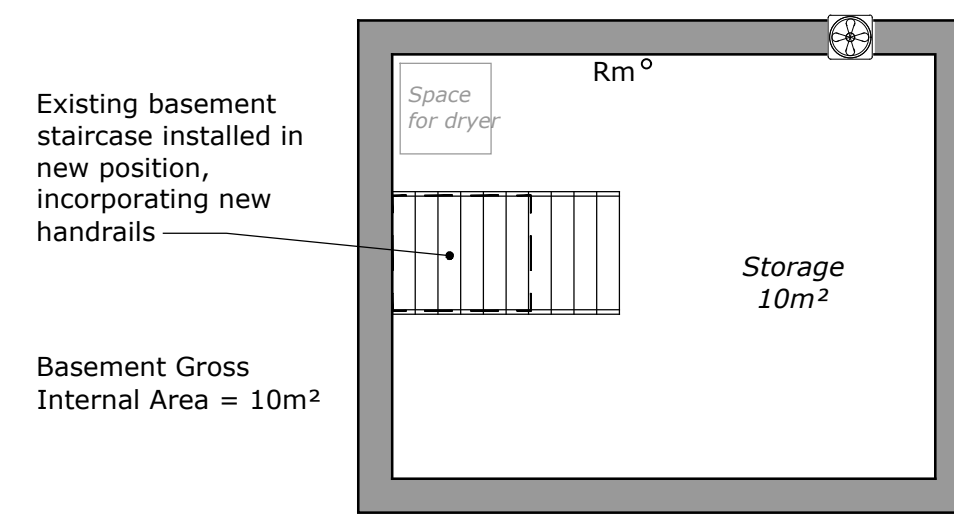 Existing basement
staircase installed in
new position,
incorporating new
handrails
Basement Gross
Internal Area = 10m²
Space
for dryer
Rm°
Storage
10m²